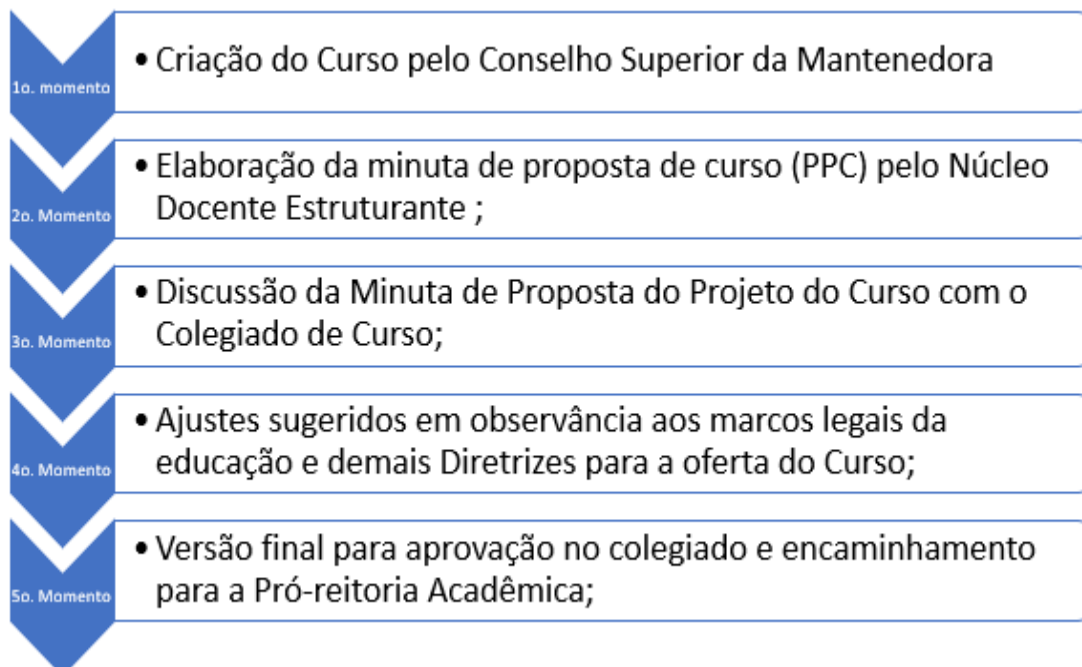 1o. momento
• Criação do Curso pelo Conselho Superior da Mantenedora
2o. Momento
• Elaboração da minuta de proposta de curso (PPC) pelo Núcleo
Docente Estruturante ;
3o. Momento
• Discussão da Minuta de Proposta do Projeto do Curso com o
Colegiado de Curso;
4o. Momento
• Ajustes sugeridos em observância aos marcos legais da
educação e demais Diretrizes para a oferta do Curso;
5o. Momento
• Versão final para aprovação no colegiado e encaminhamento
para a Pró-reitoria Acadêmica;